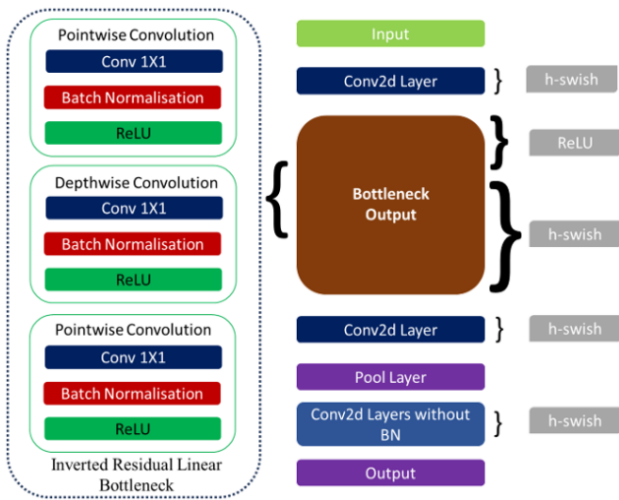 Pointwise Convolution
Conv 1X1
Batch Normalisation
ReLU
Depthwise Convolution
Conv 1X1
Batch Normalisation
ReLU
Pointwise Convolution
Conv 1X1
Batch Normalisation
ReLU
Inverted Residual Linear
Bottleneck
Input
Conv2d Layer
h-swish
Bottleneck
Output
ReLU
h-swish
Conv2d Layer
h-swish
Pool Layer
Conv2d Layers without
BN
h-swish
Output